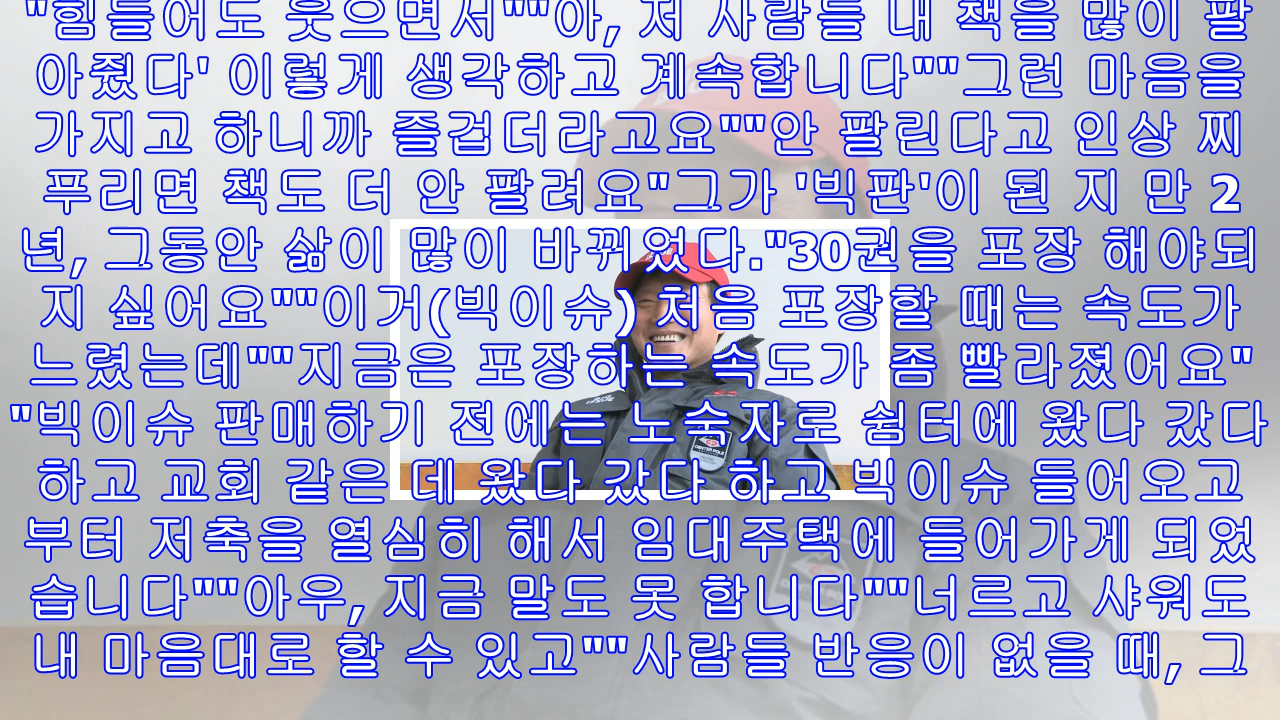 "힘들어도 웃으면서""아, 저 사람들 내 책을 많이 팔
아줬다' 이렇게 생각하고 계속합니다""그런 마음을
가지고 하니까 즐겁더라고요""안 팔린다고 인상 찌
푸리면 책도 더 안 팔려요"그가 '빅판'이 된 지 만 2
년, 그동안 삶이 많이 바뀌었다."30권을 포장 해야되
지 싶어요""이거(빅이슈) 처음 포장할 때는 속도가
느렸는데""지금은 포장하는 속도가 좀 빨라졌어요"
"빅이슈 판매하기 전에는 노숙자로 쉼터에 왔다 갔다
하고 교회 같은 데 왔다 갔다 하고 빅이슈 들어오고
부터 저축을 열심히 해서 임대주택에 들어가게 되었
습니다""아우, 지금 말도 못 합니다""너르고 샤워도
내 마음대로 할 수 있고""사람들 반응이 없을 때, 그
CENTER POLE